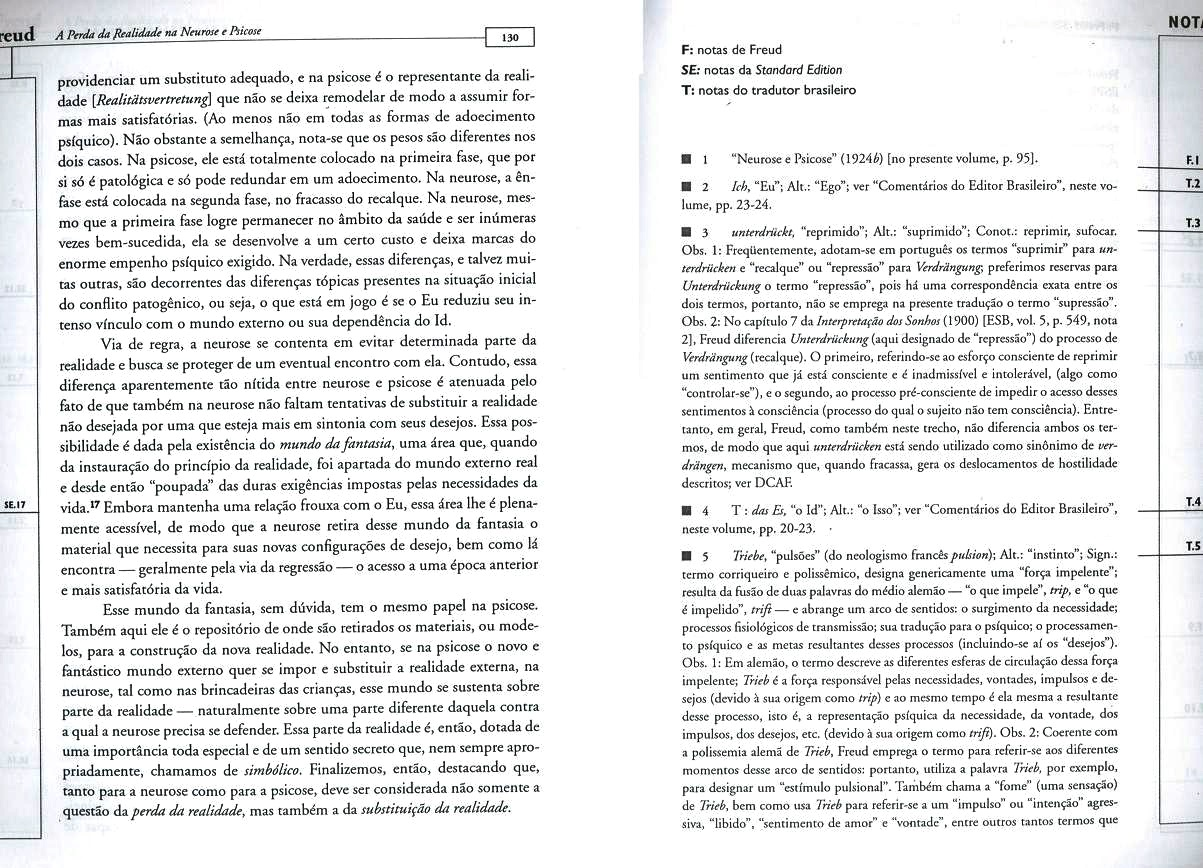 reud
A Perda da Realidade na Neurose e Psicose
130
providenciar um substituto adequado, e na psicose é o representante da reali-
dade [Realitätsvertretung] que não se deixa remodelar de modo a assumir for-
mas mais satisfatórias. (Ao menos não em todas as formas de adoecimento
psíquico). Não obstante a semelhança, nota-se que os pesos são diferentes nos
dois casos. Na psicose, ele está totalmente colocado na primeira fase, que por
si só é patológica e só pode redundar em um adoecimento. Na neurose, a ên-
fase está colocada na segunda fase, no fracasso do recalque. Na neurose, mes-
mo que a primeira fase logre permanecer no âmbito da saúde e ser inúmeras
vezes bem-sucedida, ela se desenvolve a um certo custo e deixa marcas do
enorme empenho psíquico exigido. Na verdade, essas diferenças, e talvez mui-
tas outras, são decorrentes das diferenças tópicas presentes na situação inicial
do conflito patogênico, ou seja, o que está em jogo é se o Eu reduziu seu in-
tenso vínculo com o mundo externo ou sua dependência do Id.
Via de regra, a neurose se contenta em evitar determinada parte da
realidade e busca se proteger de um eventual encontro com ela. Contudo, essa
diferença aparentemente tão nítida entre neurose e psicose é atenuada pelo
fato de que também na neurose não faltam tentativas de substituir a realidade
não desejada por uma que esteja mais em sintonia com seus desejos. Essa pos-
sibilidade é dada pela existência do mundo da fantasia, uma área que, quando
da instauração do princípio da realidade, foi apartada do mundo externo real
e desde então “poupada” das duras exigências impostas pelas necessidades da
vida.17 Embora mantenha uma relação frouxa com o Eu, essa área lhe é plena-
mente acessível, de modo que a neurose retira desse mundo da fantasia o
material que necessita para suas novas configurações de desejo, bem como lá
encontra — geralmente pela via da regressão — o acesso a uma época anterior
e mais satisfatória da vida.
Esse mundo da fantasia, sem dúvida, tem o mesmo papel na psicose.
Também aqui ele é o repositório de onde são retirados os materiais, ou mode-
los, para a construção da nova realidade. No entanto, se na psicose o novo e
fantástico mundo externo quer se impor e substituir a realidade externa, na
neurose, tal como nas brincadeiras das crianças, esse mundo se sustenta sobre
parte da realidade — naturalmente sobre uma parte diferente daquela contra
a qual a neurose precisa se defender. Essa parte da realidade é, então, dotada de
uma importância toda especial e de um sentido secreto que, nem sempre apro-
priadamente, chamamos de simbólico. Finalizemos, então, destacando que,
tanto para a neurose como para a psicose, deve ser considerada não somente a
questão da perda da realidade, mas também a da substituição da realidade.
SE.17
NOTA
F: notas de Freud
SE: notas da Standard Edition
T: notas do tradutor brasileiro
■ 1 “Neurose e Psicose” (1924b) [no presente volume, p. 95].
■ 2 Ich, “Eu”; Alt.: “Ego”; ver “Comentários do Editor Brasileiro”, neste vo-
lume, pp. 23-24.
■ 3 unterdrückt, “reprimido”; Alt.: “suprimido”; Conot.: reprimir, sufocar.
Obs. 1: Freqüentemente, adotam-se em português os termos “suprimir” para un-
terdrücken e “recalque” ou “repressão” para Verdrängung; preferimos reservas para
Unterdrückung o termo “repressão”, pois há uma correspondência exata entre os
dois termos, portanto, não se emprega na presente tradução o termo “supressão”.
Obs. 2: No capítulo 7 da Interpretação dos Sonhos (1900) [ESB, vol. 5, p. 549, nota
2], Freud diferencia Unterdrückung (aqui designado de “repressão”) do processo de
Verdrängung (recalque). O primeiro, referindo-se ao esforço consciente de reprimir
um sentimento que já está consciente e é inadmissível e intolerável, (algo como
“controlar-se”), e o segundo, ao processo pré-consciente de impedir o acesso desses
sentimentos à consciência (processo do qual o sujeito não tem consciência). Entre-
tanto, em geral, Freud, como também neste trecho, não diferencia ambos os ter-
mos, de modo que aqui unterdrücken está sendo utilizado como sinônimo de ver-
drängen, mecanismo que, quando fracassa, gera os deslocamentos de hostilidade
descritos; ver DCAF.
■ 4 T : das Es, “o Id”; Alt.: “o Isso”; ver “Comentários do Editor Brasileiro”,
neste volume, pp. 20-23.
■ 5 Triebe, “pulsões” (do neologismo francês pulsion); Alt.: “instinto”; Sign.:
termo corriqueiro e polissêmico, designa genericamente uma “força impelente”;
resulta da fusão de duas palavras do médio alemão — “o que impele”, trip, e “o que
é impelido”, trift — e abrange um arco de sentidos: o surgimento da necessidade;
processos fisiológicos de transmissão; sua tradução para o psíquico; o processamen-
to psíquico e as metas resultantes desses processos (incluindo-se aí os “desejos”).
Obs. 1: Em alemão, o termo descreve as diferentes esferas de circulação dessa força
impelente; Trieb é a força responsável pelas necessidades, vontades, impulsos e de-
sejos (devido à sua origem como trip) e ao mesmo tempo é ela mesma a resultante
desse processo, isto é, a representação psíquica da necessidade, da vontade, dos
impulsos, dos desejos, etc. (devido à sua origem como trift). Obs. 2: Coerente com
a polissemia alemã de Trieb, Freud emprega o termo para referir-se aos diferentes
momentos desse arco de sentidos: portanto, utiliza a palavra Trieb, por exemplo,
para designar um “estímulo pulsional”. Também chama a “fome” (uma sensação)
de Trieb, bem como usa Trieb para referir-se a um “impulso” ou “intenção” agres-
siva, “libido”, “sentimento de amor” e “vontade”, entre outros tantos termos que
F.1
T.2
T.3
T.4
T.5